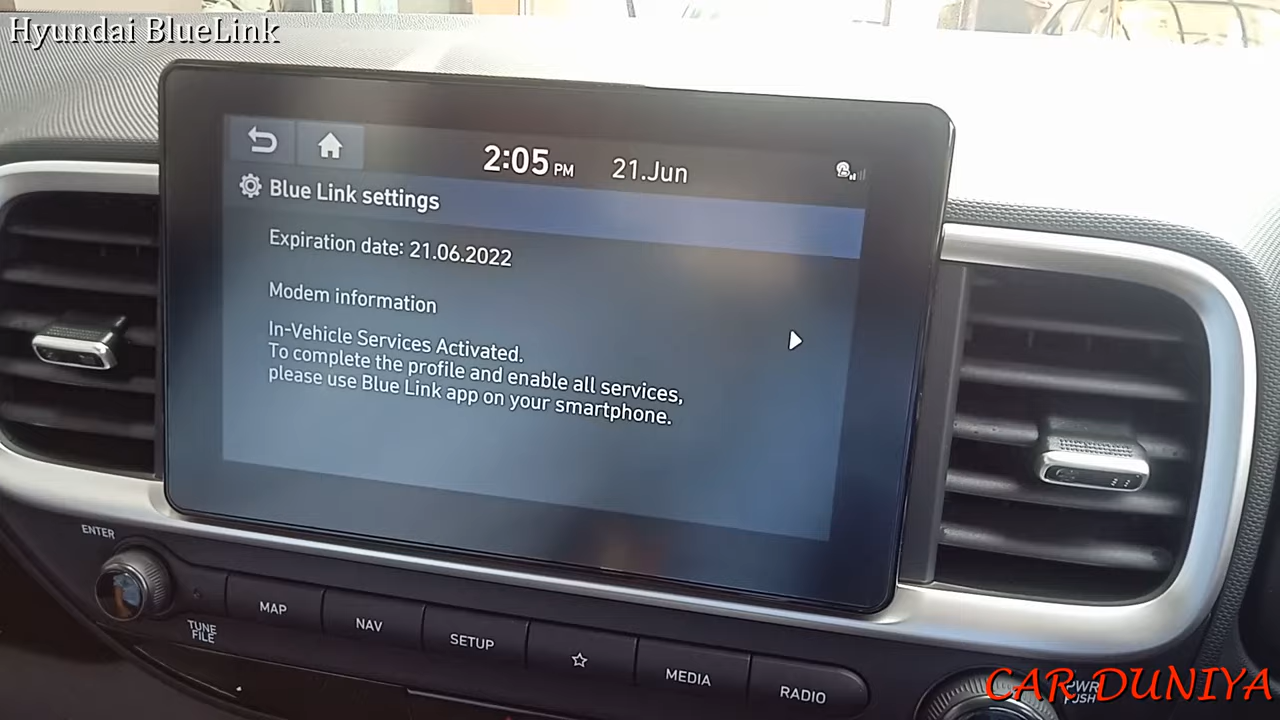 Hyundai BlueLink
2:05 PM 21.Jun
Blue Link settings
Expiration date: 21.06.2022
Modem information
In-Vehicle Services Activated.
To complete the profile and enable all services,
please use Blue Link app on your smartphone.
ENTER
TUNE
FILE
MAP
NAV
SETUP
MEDIA
RADIO
PWR
PUSH
CAR DUNIYA